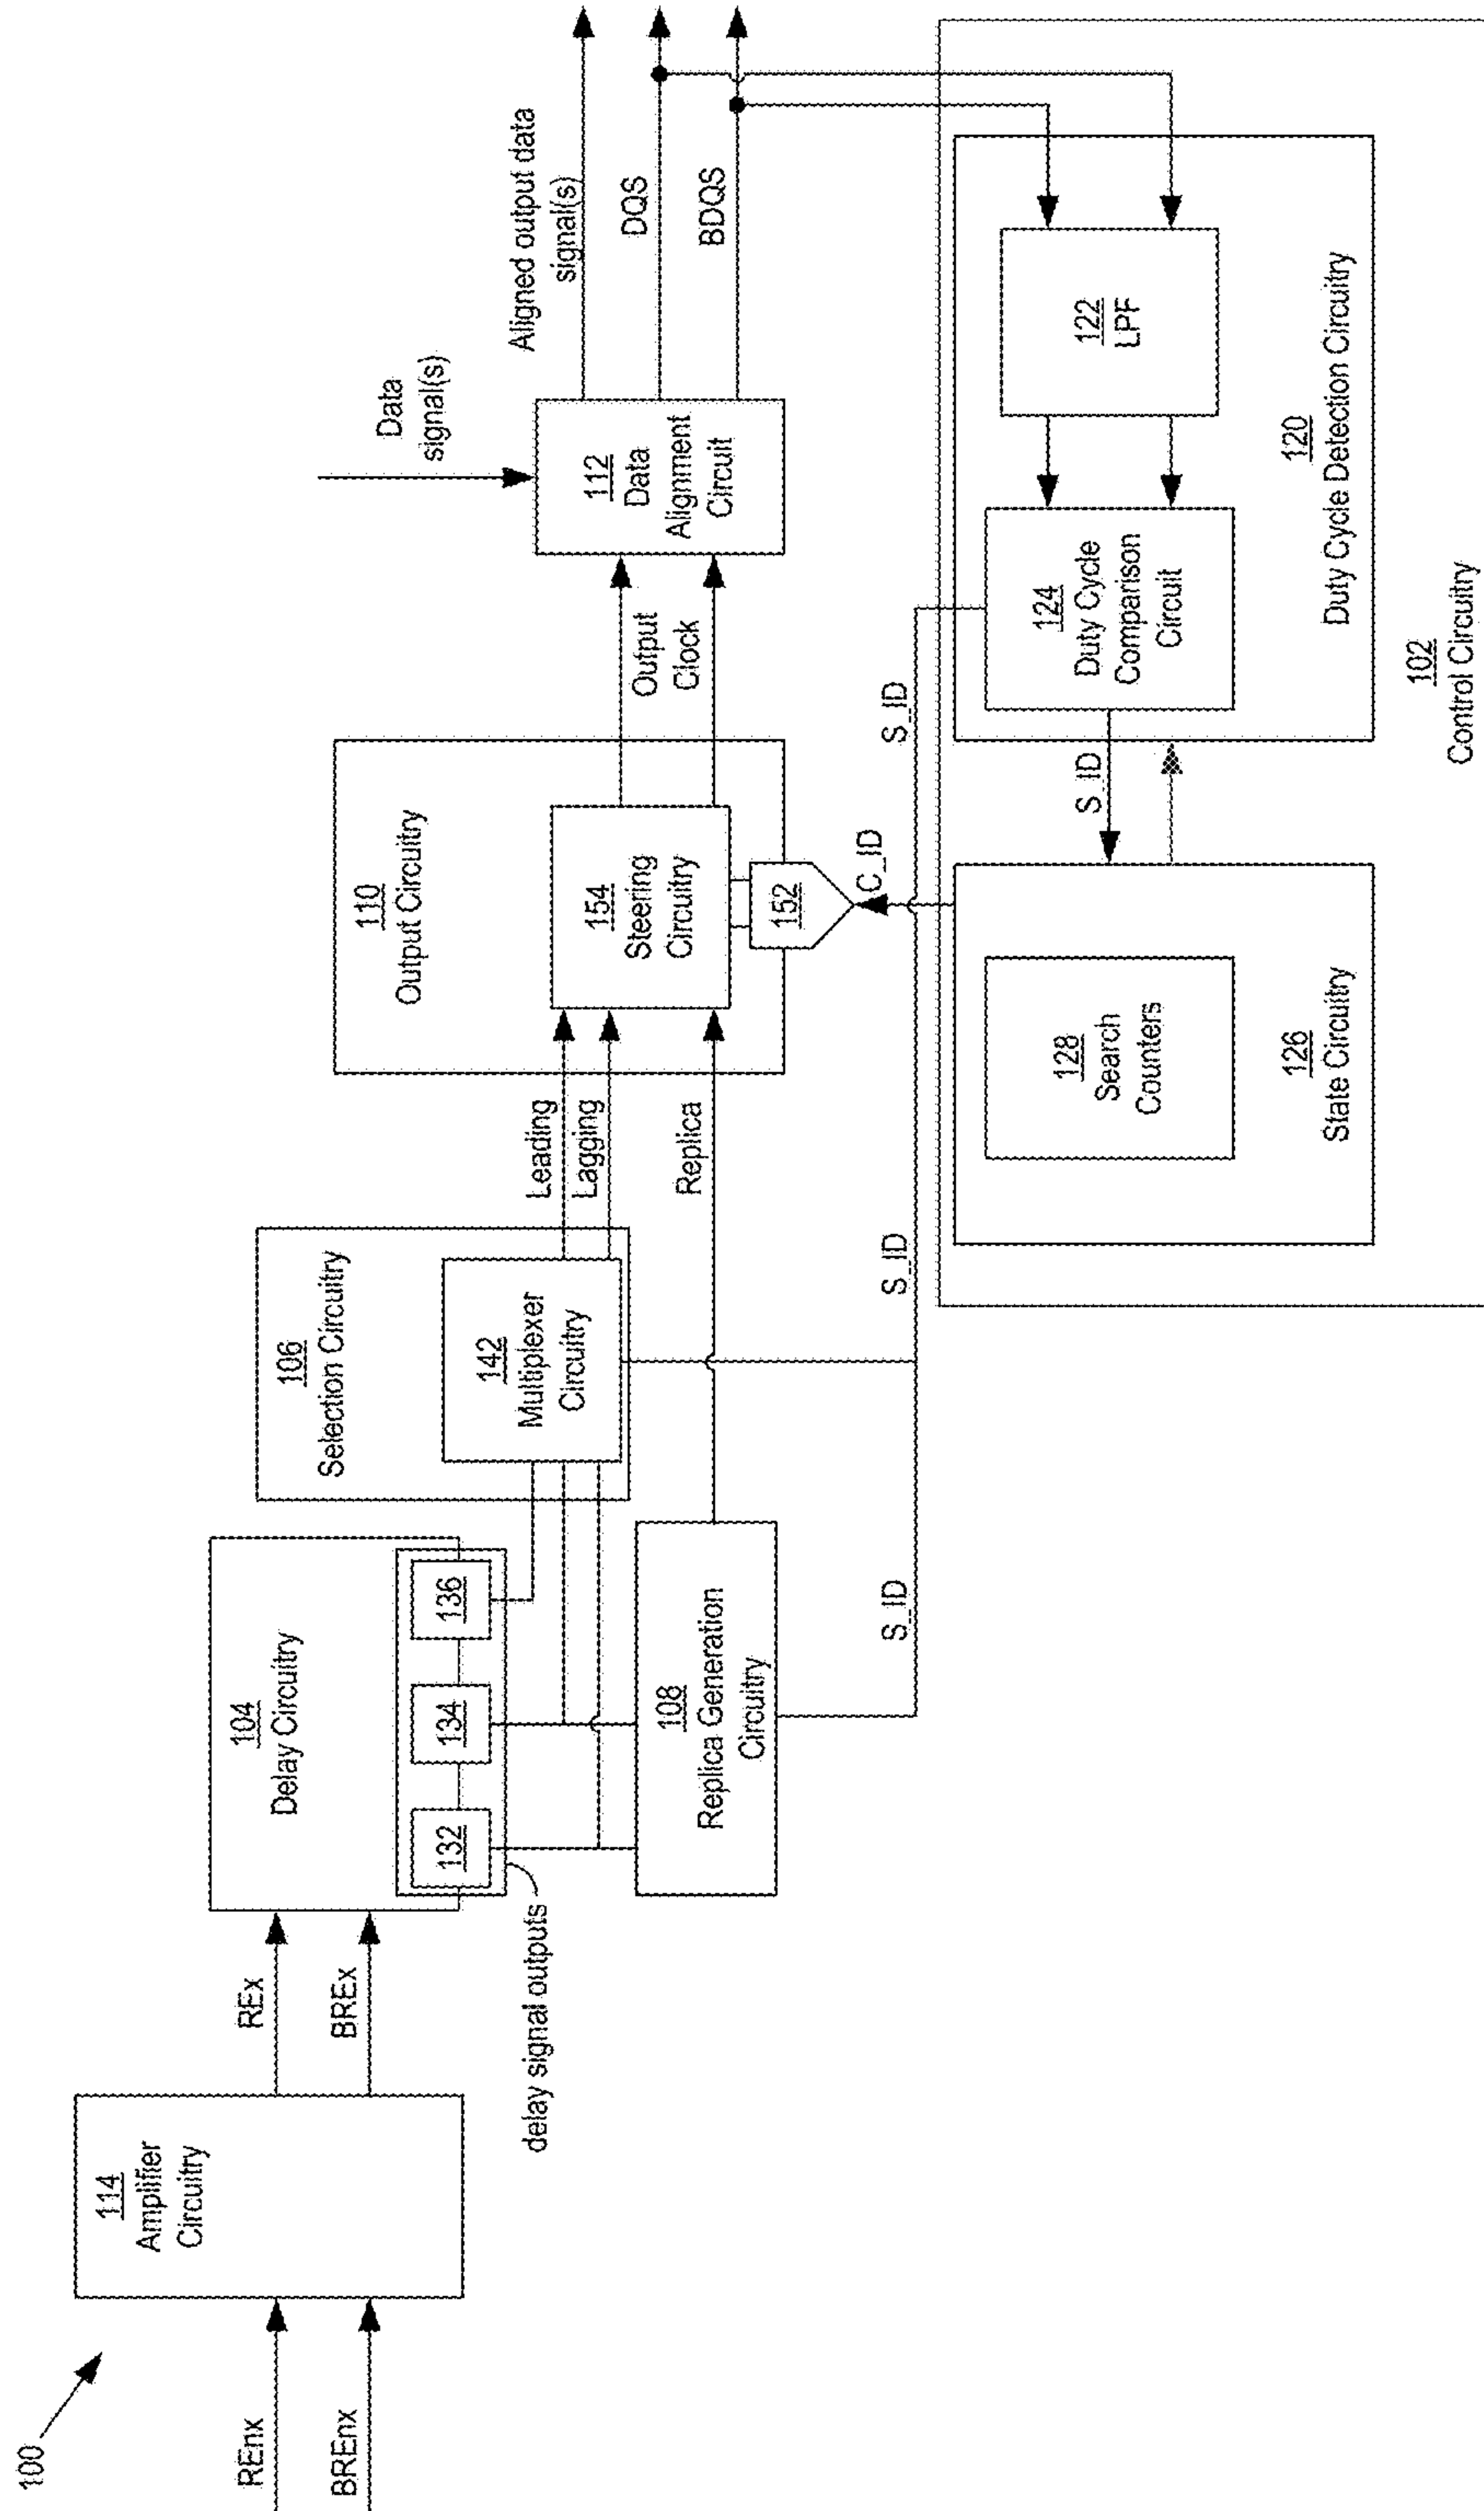 100
REnx
BREnx
114
Amplifier
Circuitry
REx
BREx
104
Delay Circuitry
132
134
136
delay signal outputs
106
Selection Circuitry
142
Multiplexer
Circuitry
108
Replica Generation
Circuitry
Leading
Lagging
Replica
110
Output Circuitry
154
Steering
Circuitry
152
C_ID
Output
Clock
Data
signal(s)
112
Data
Alignment
Circuit
Aligned output data
signal(s)
DQS
BDQS
S_ID
S_ID
S_ID
S_ID
128
Search
Counters
126
State Circuitry
124
Duty Cycle
Comparison
Circuit
122
LPF
120
Duty Cycle Detection Circuitry
102
Control Circuitry